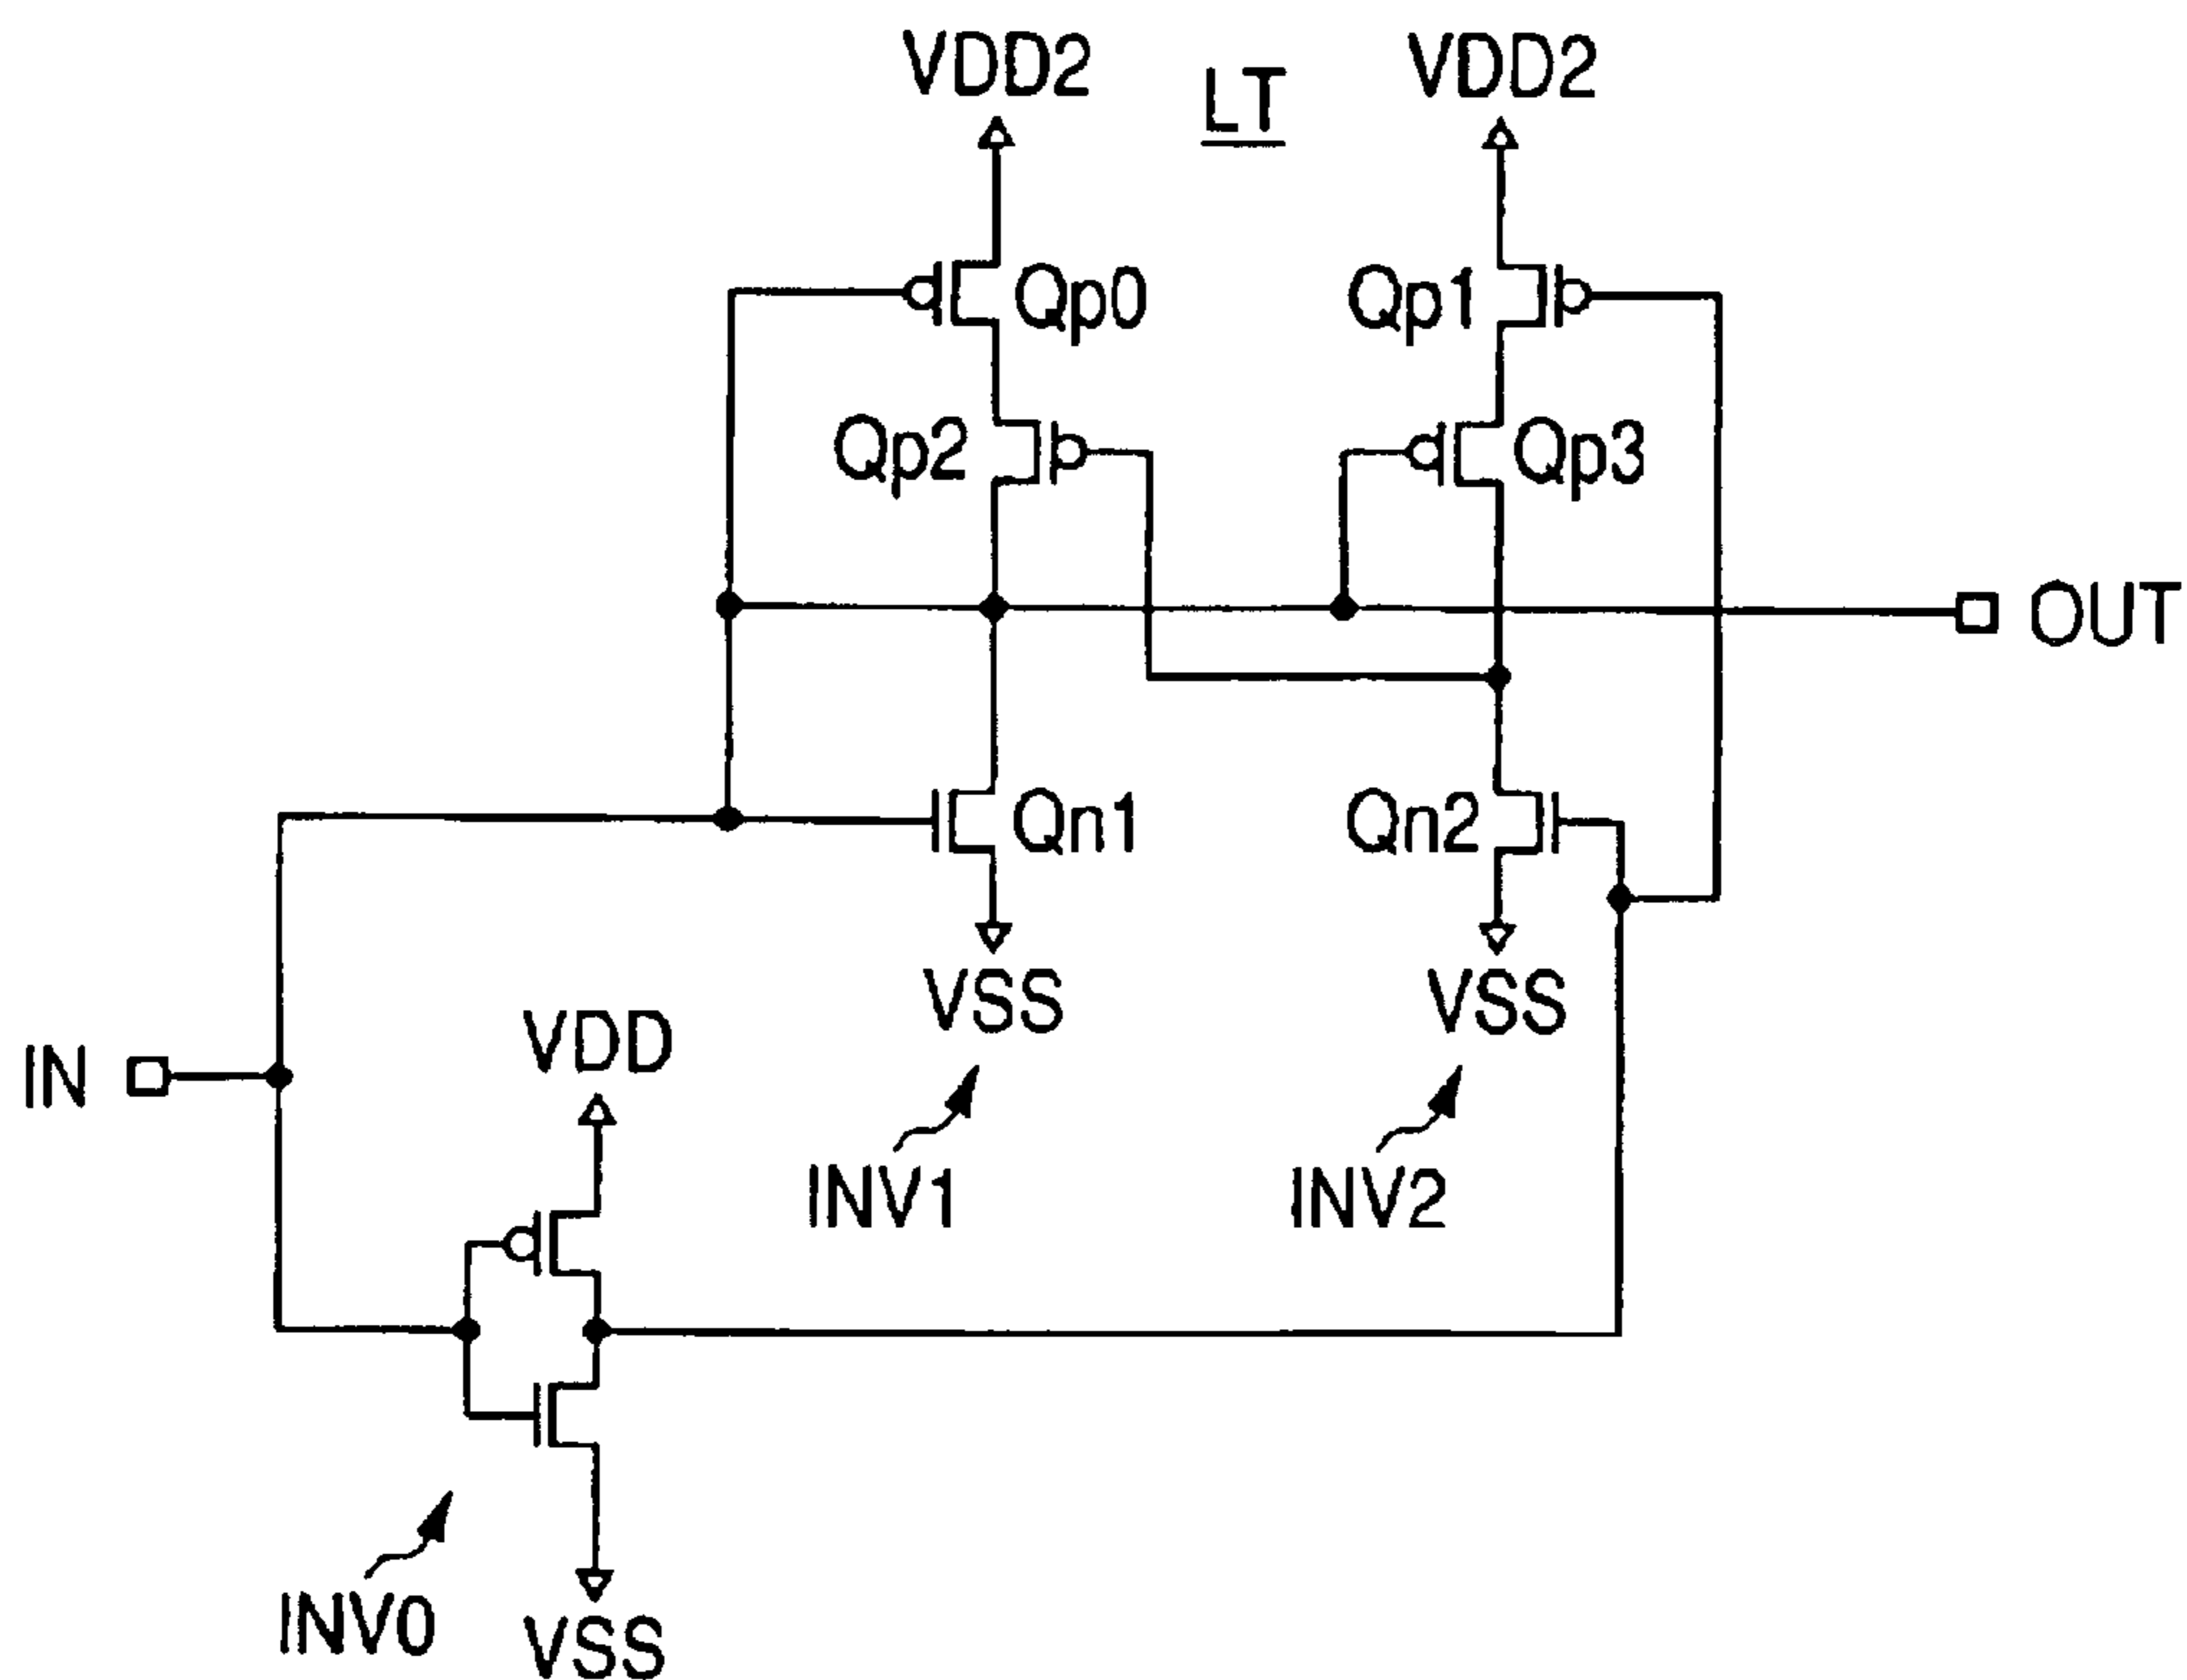 VDD2
LT
VDD2
Qp0
Qp1
Qp2
Qp3
OUT
Qn1
Qn2
VSS
VSS
VDD
IN
INV1
INV2
INV0
VSS